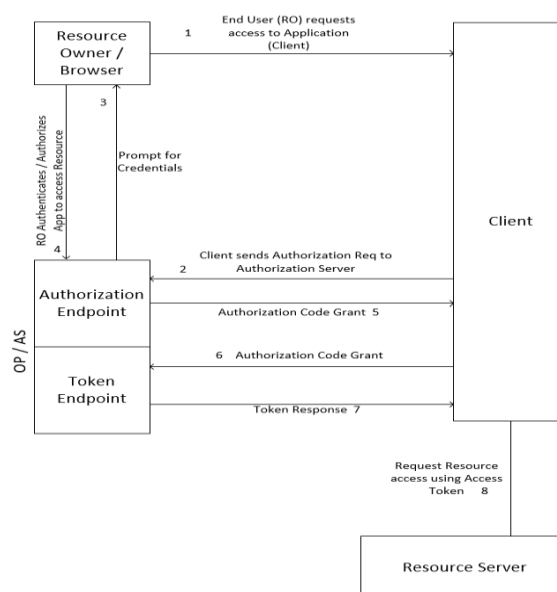 End User (RO) requests
1 access to Application
(Client)
Resource
Owner /
Browser
3
RO Authenticates / Authorizes
App to access Resource
Prompt for
Credentials
4
Client
Client sends Authorization Req to
2 Authorization Server
Authorization
Endpoint
Authorization Code Grant 5
OP / AS
6 Authorization Code Grant
Token
Endpoint
Token Response 7
Request Resource
access using Access
Token 8
Resource Server